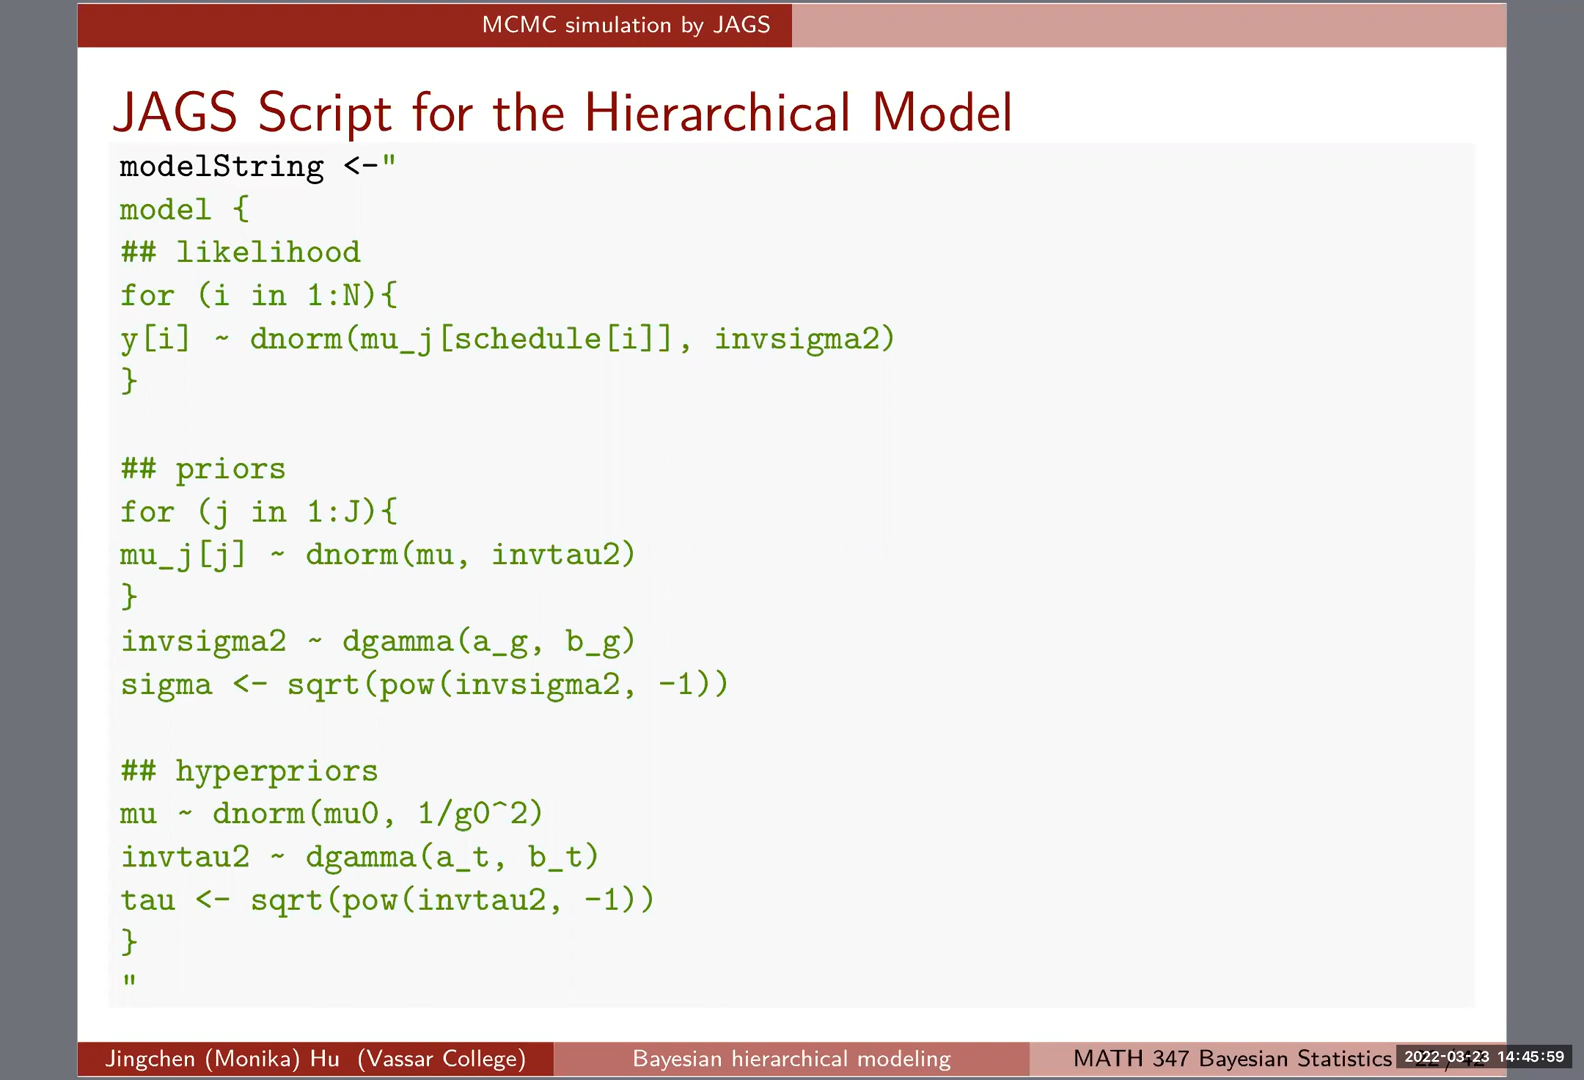 MCMC simulation by JAGS
JAGS Script for the Hierarchical Model
modelString <-"
model {
## likelihood
for (i in 1:N){
y[i] ~ dnorm(mu_j[schedule[i]], invsigma2)
}
## priors
for (j in 1:J){
mu_j[j] ~ dnorm(mu, invtau2)
}
invsigma2 ~ dgamma(a_g, b_g)
sigma <- sqrt(pow(invsigma2, -1))
## hyperpriors
mu ~ dnorm(mu0, 1/g0^2)
invtau2 ~ dgamma(a_t, b_t)
tau <- sqrt(pow(invtau2, -1))
}
"
Jingchen (Monika) Hu (Vassar College) Bayesian hierarchical modeling MATH 347 Bayesian Statistics 2022-03-23 14:45:59